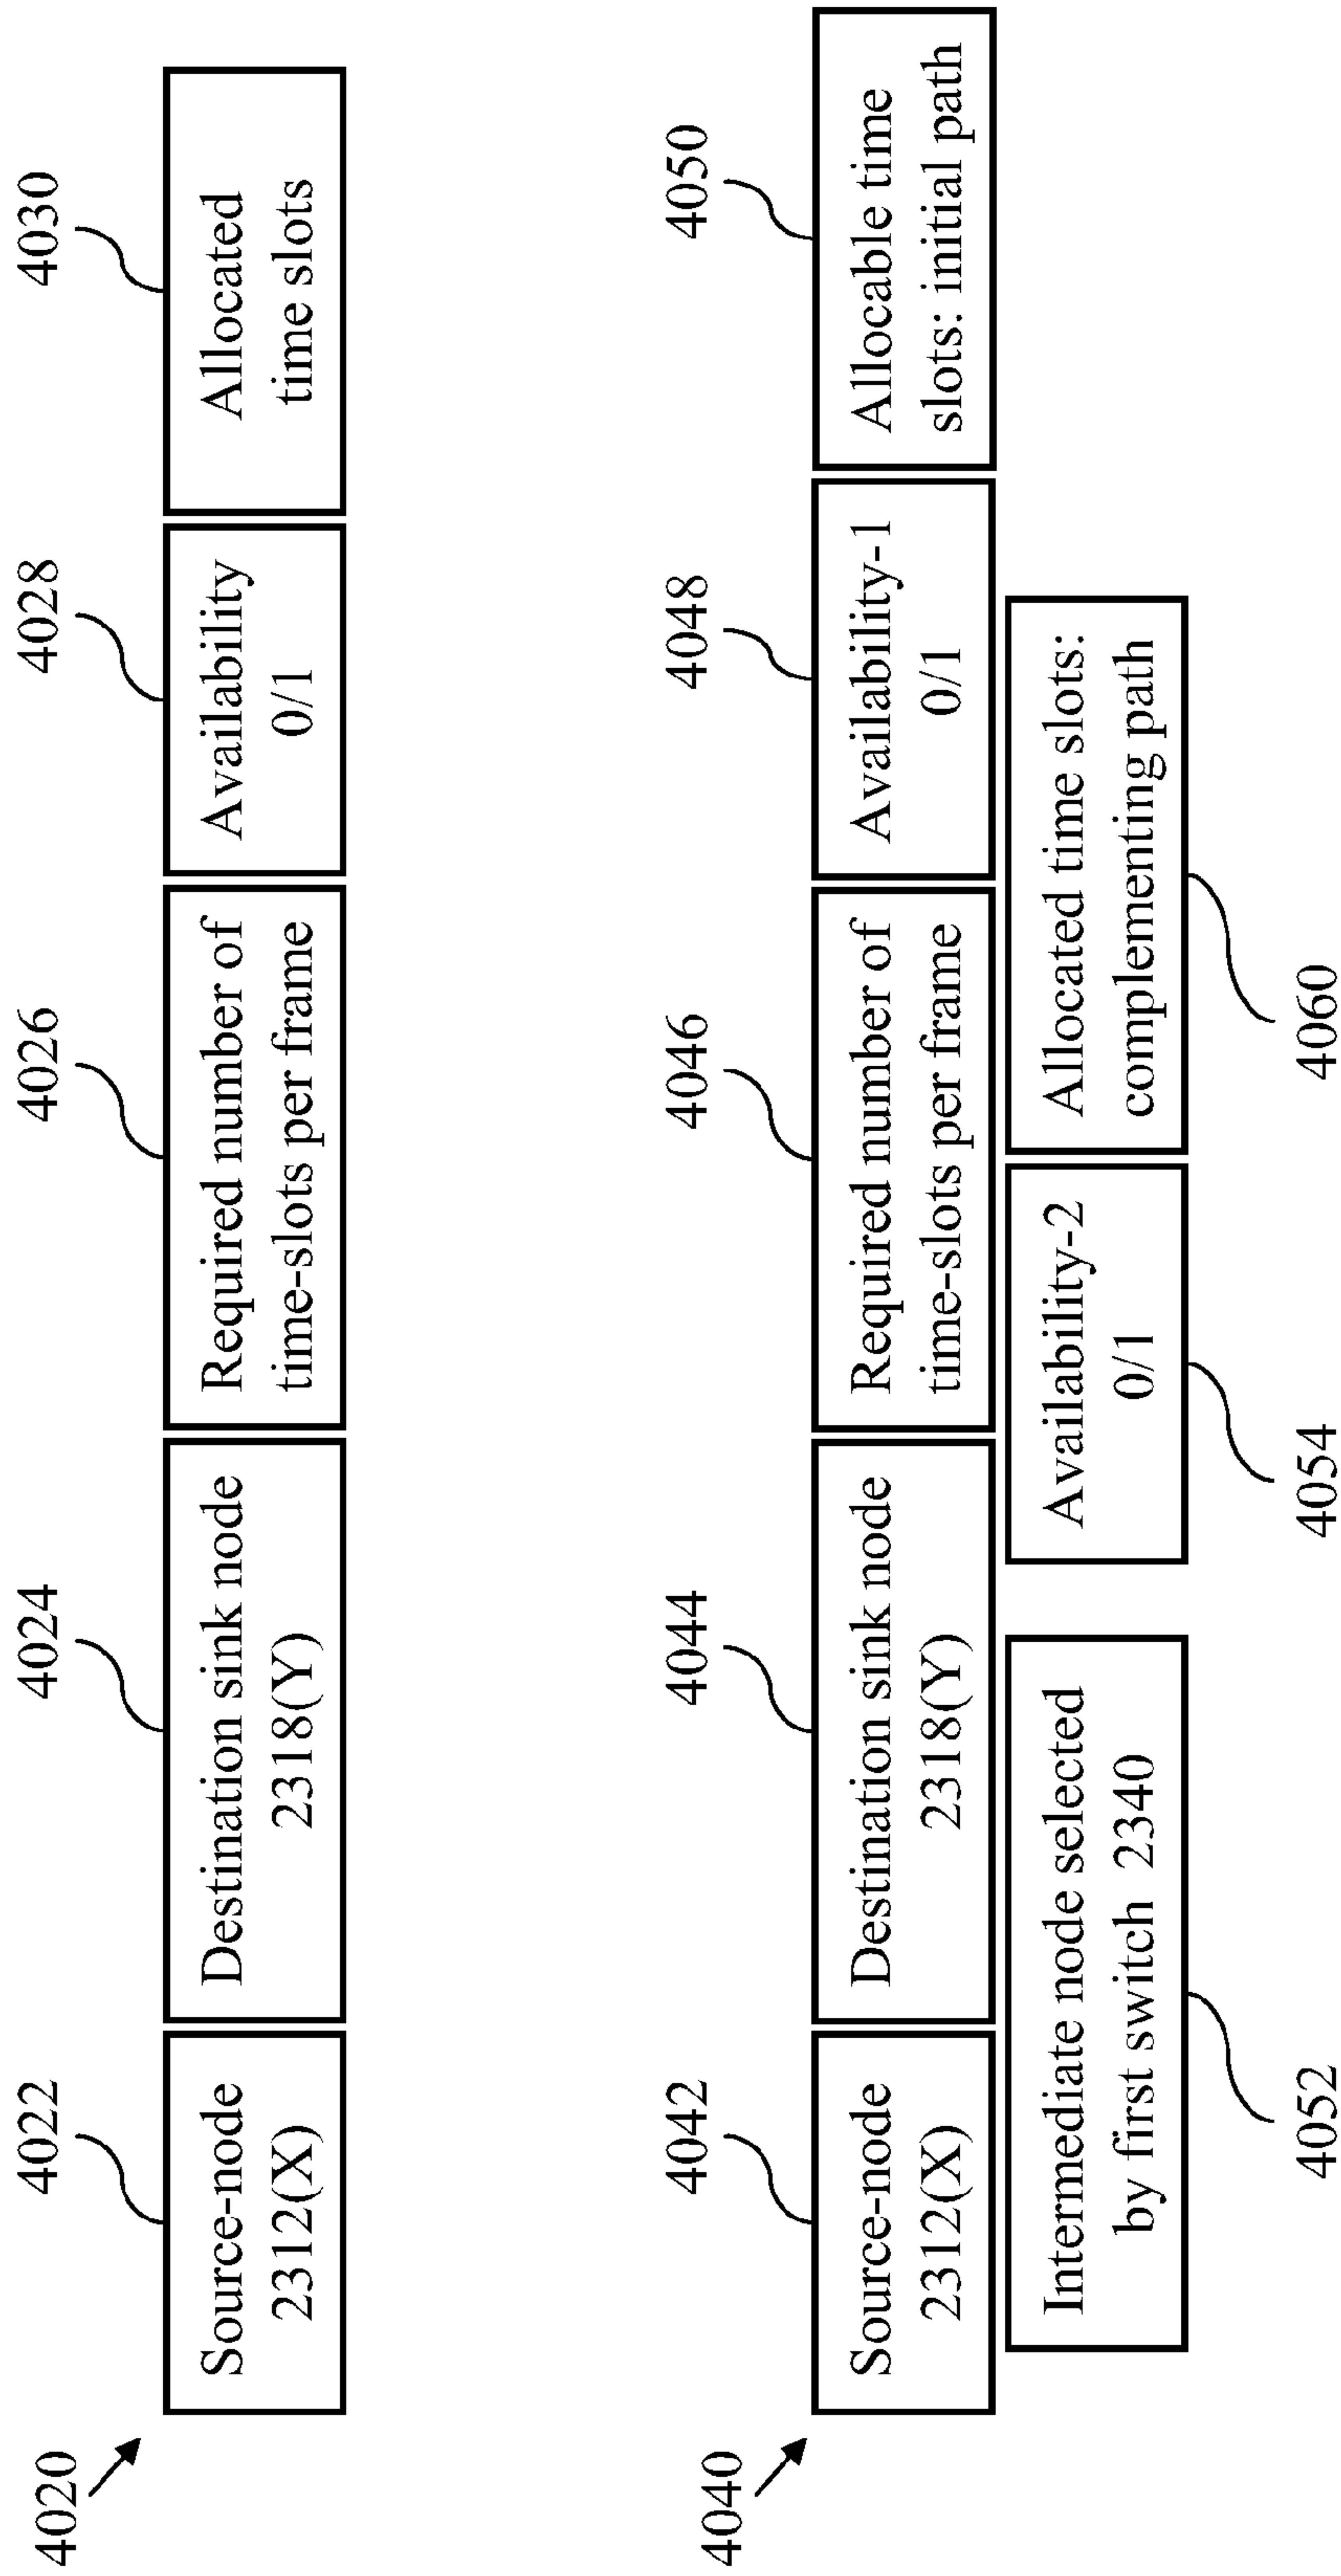 4020
4022
4024
4026
4028
4030
Source-node
2312(X)
Destination sink node
2318(Y)
Required number of
time-slots per frame
Availability
0/1
Allocated
time slots
4040
4042
4044
4046
4048
4050
Source-node
2312(X)
Destination sink node
2318(Y)
Required number of
time-slots per frame
Availability-1
0/1
Allocable time
slots: initial path
Intermediate node selected
by first switch 2340
Availability-2
0/1
Allocated time slots:
complementing path
4052
4054
4060